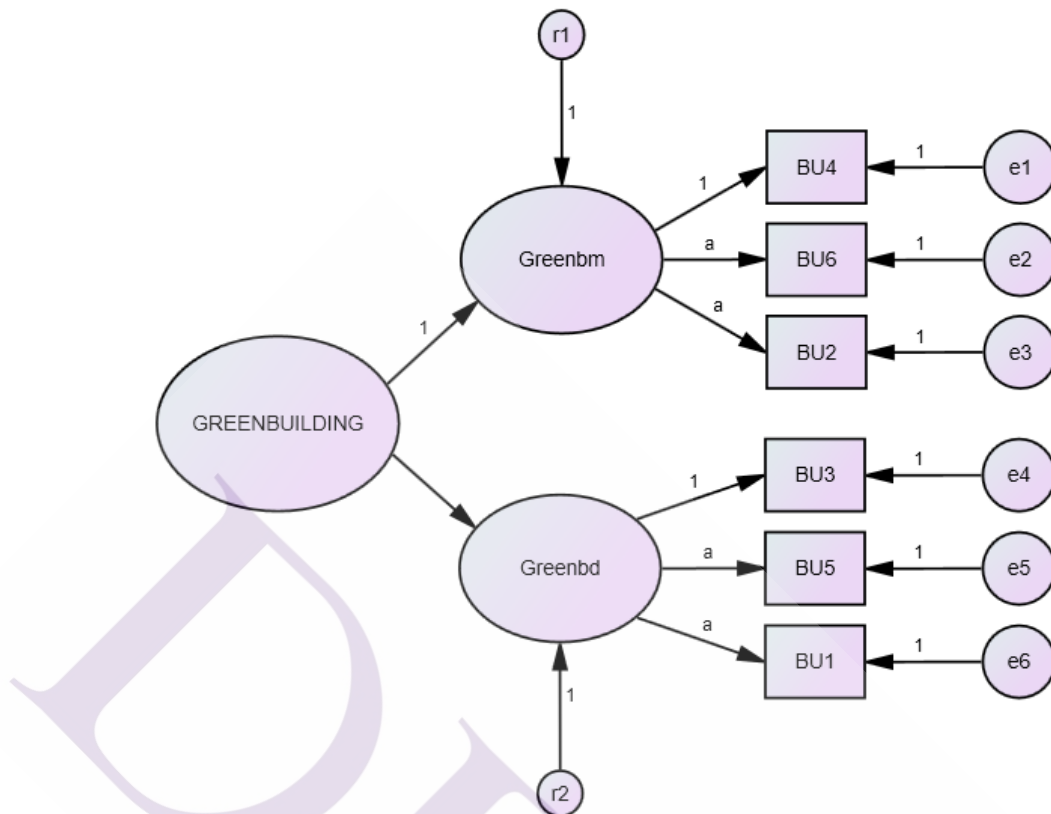 r1
1
BU4
1
e1
1
Greenbm
a
BU6
1
e2
a
BU2
1
e3
1
GREENBUILDING
BU3
1
e4
1
Greenbd
a
BU5
1
e5
a
BU1
1
e6
1
r2